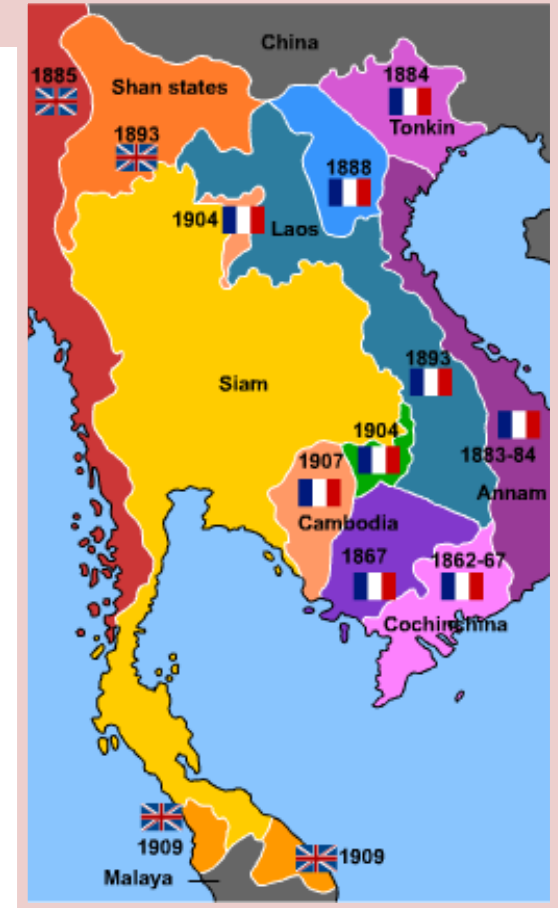 China
1885
Shan states
1884
Tonkin
1893
1888
1904
Laos
1893
Siam
1904
1883-84
1907
Annam
Cambodia
1867
1862-67
Cochinchina
1909
1909
Malaya